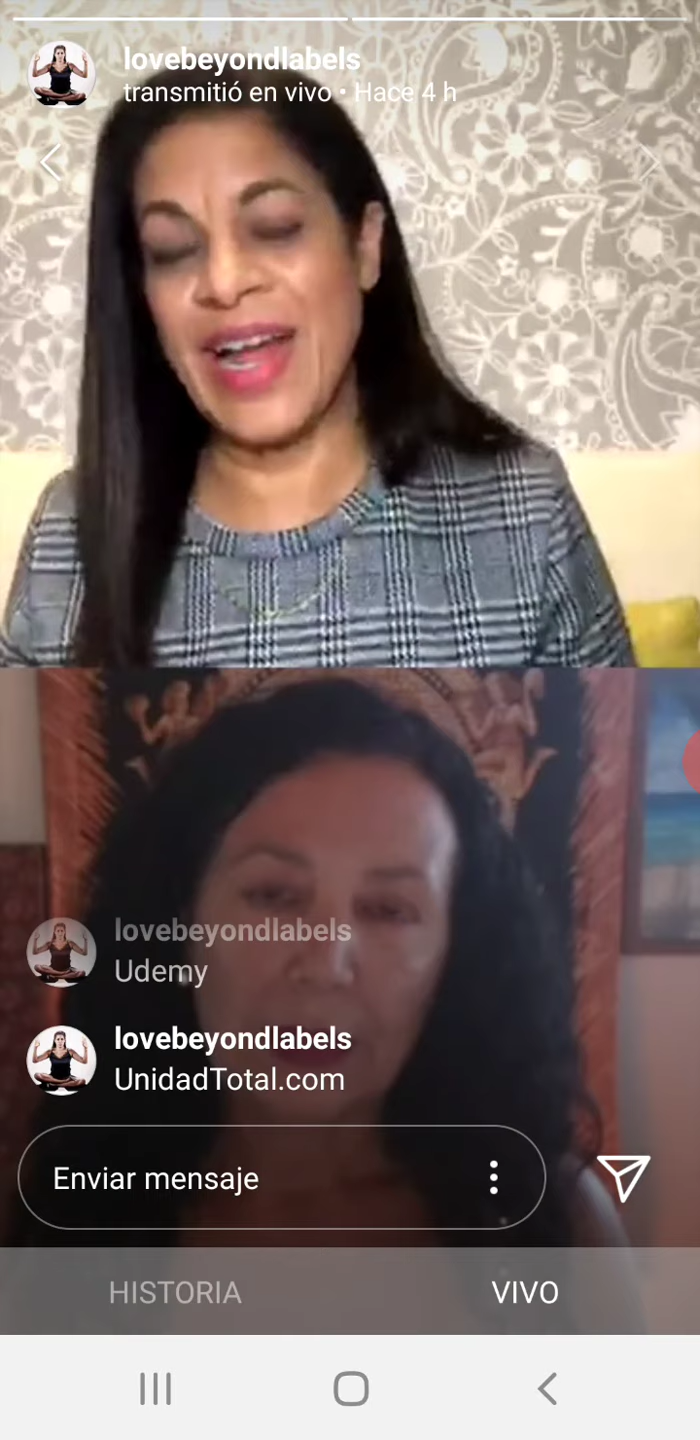 lovebeyondlabels
transmitió en vivo • Hace 4 h
lovebeyondlabels
Udemy
lovebeyondlabels
UnidadTotal.com
Enviar mensaje
HISTORIA
VIVO